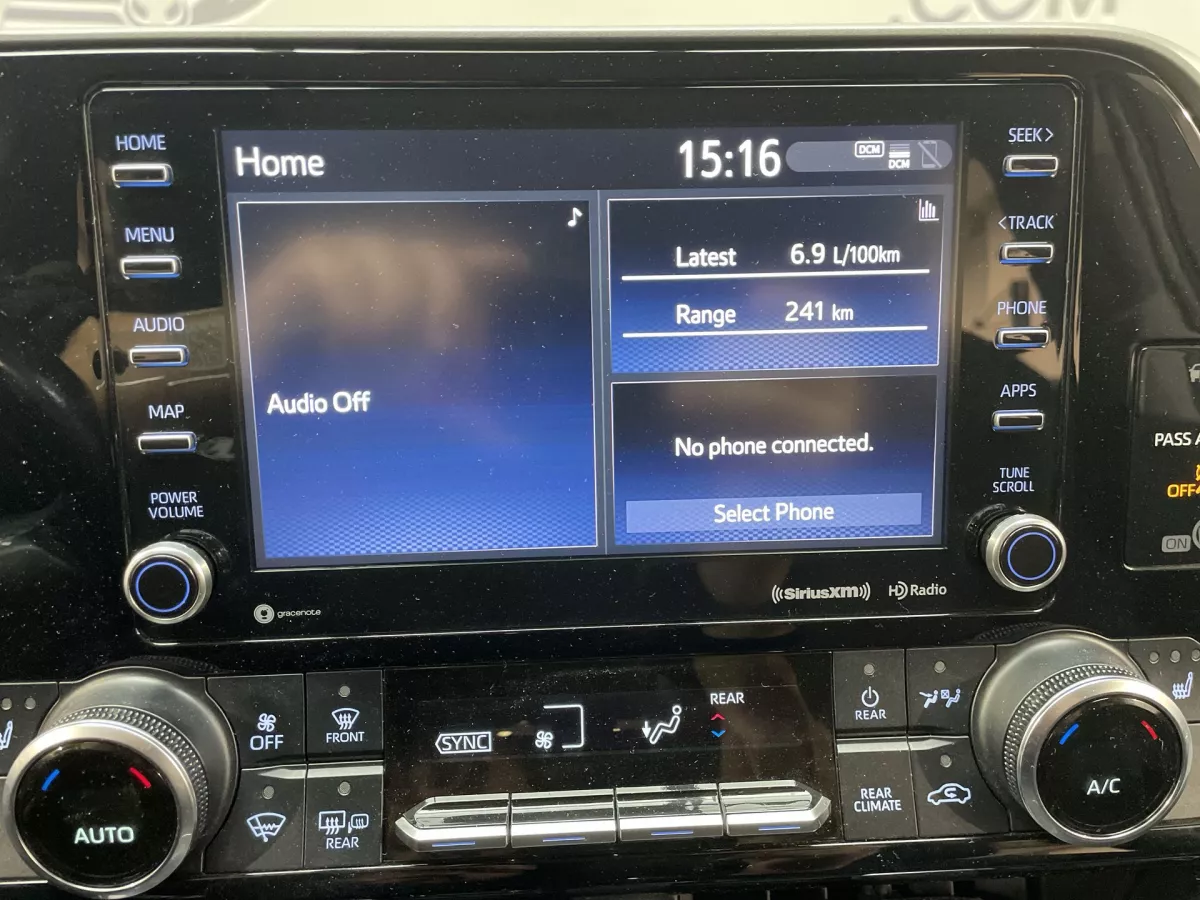 .COM
HOME
MENU
AUDIO
MAP
POWER
VOLUME
Home
15:16
DCM
DCM
Audio Off
Latest 6.9 L/100km
Range 241 km
No phone connected.
Select Phone
SEEK >
< TRACK
PHONE
APPS
TUNE
SCROLL
gracenote
((SiriusXM))
HD Radio
PASS
OFF
ON
AUTO
OFF
FRONT
REAR
SYNC
REAR
REAR
REAR
CLIMATE
A/C